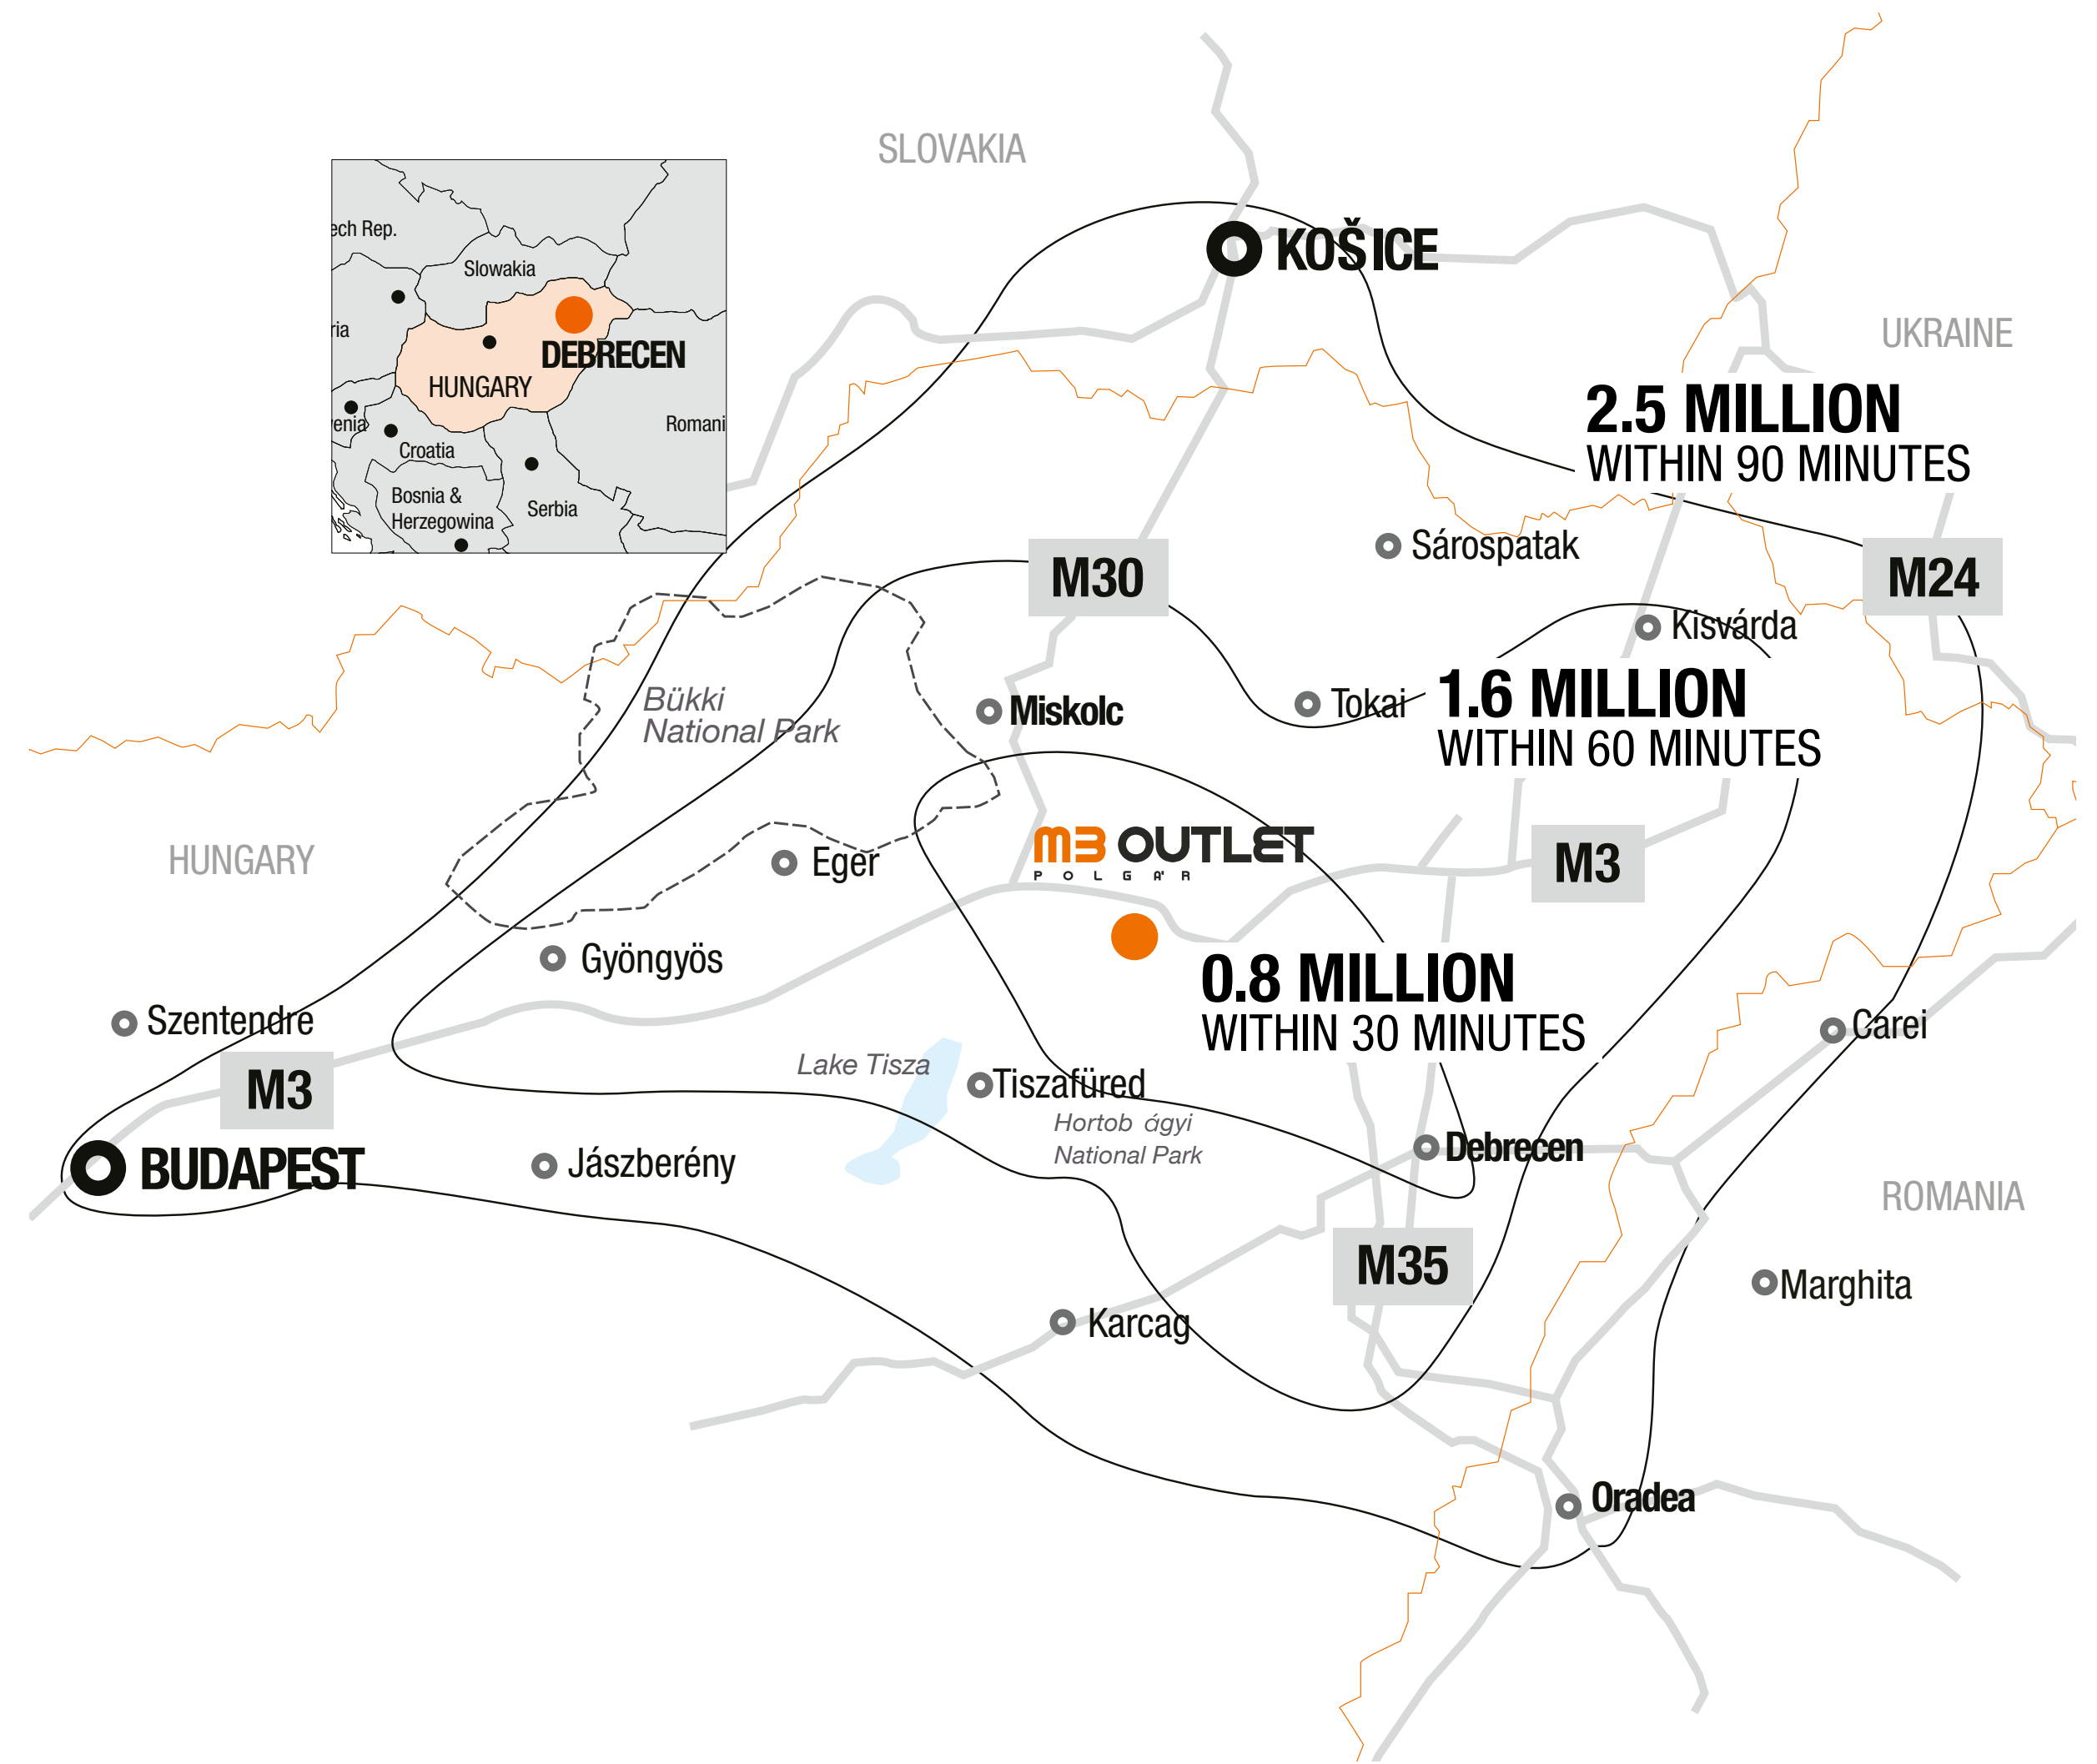 SLOVAKIA
ech Rep.
Slowakia
ria
DEBRECEN
HUNGARY
venia
Croatia
Romani
Bosnia &
Herzegowina
Serbia
KOŠICE
UKRAINE
2.5 MILLION
WITHIN 90 MINUTES
Sárospatak
M30
M24
Kisvárda
Bükki
National Park
Miskolc
Tokai
1.6 MILLION
WITHIN 60 MINUTES
HUNGARY
Eger
M3 OUTLET
POLGÁR
M3
Gyöngyös
0.8 MILLION
WITHIN 30 MINUTES
Szentendre
Carei
Lake Tisza
Tiszafüred
M3
Hortob ágyi
National Park
Debrecen
BUDAPEST
Jászberény
ROMANIA
M35
Marghita
Karcag
Oradea